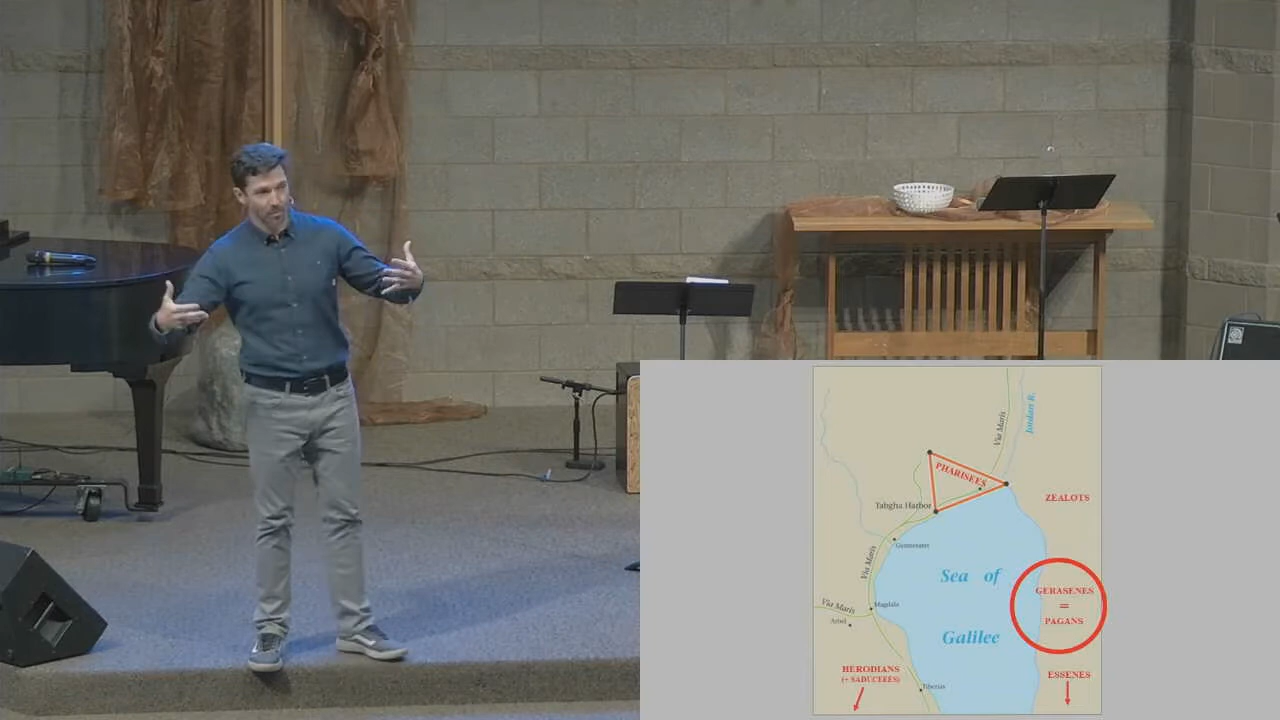 Via Maris
Jordan R.
PHARISEES
Tabgha Harbor
ZEALOTS
Gennesaret
Via Maris
Sea of
GERASENES
=
PAGANS
Via Maris
Magdala
Arbel
Galilee
HERODIANS
(+ SADUCEES)
ESSENES
Tiberias